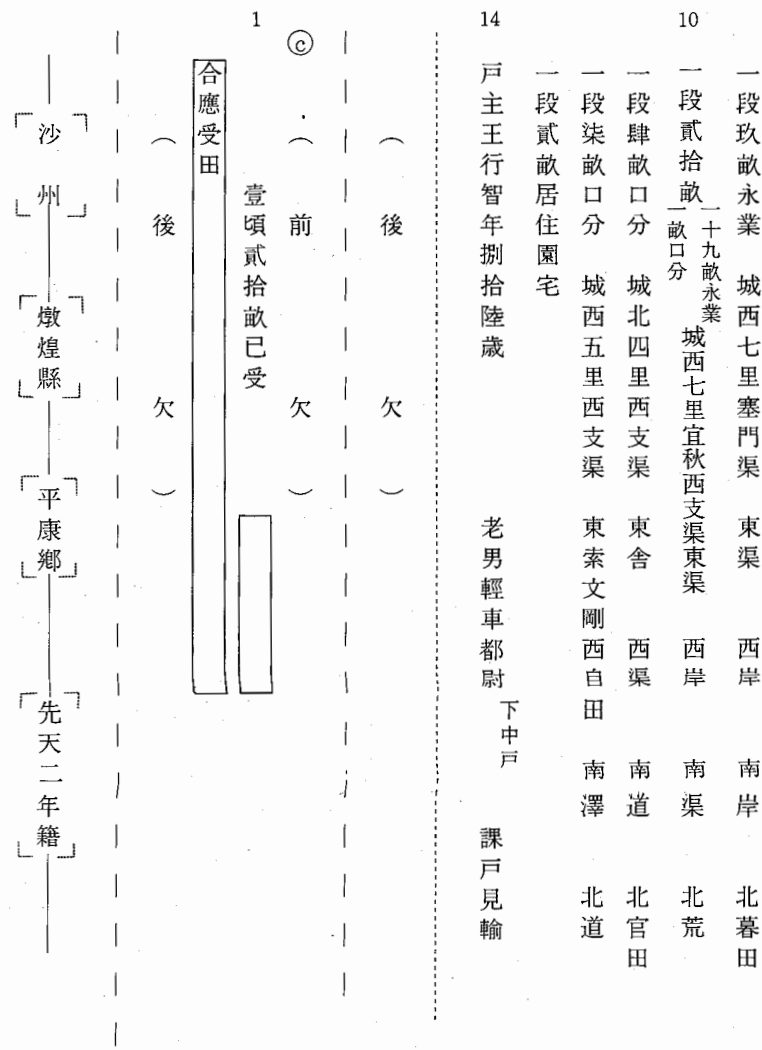 一段玖畝永業　城西七里塞門渠　東渠　西岸　南岸　北暮田
10
一段貳拾畝 一十九畝永業 一畝口分 城西七里宜秋西支渠東渠　西岸　南渠　北荒
一段肆畝口分　城北四里西支渠　東舎　西渠　南道　北官田
一段柒畝口分　城西五里西支渠　東索文剛　西自田　南澤　北道
一段貳畝居住園宅
14
戸主王行智年捌拾陸歳　老男輕車都尉 下中戸　課戸見輸
（後欠）
ⓒ
（前欠）
1
壹頃貳拾畝已受
合應受田
（後欠）
「沙州」「燉煌縣」「平康鄉」「先天二年籍」